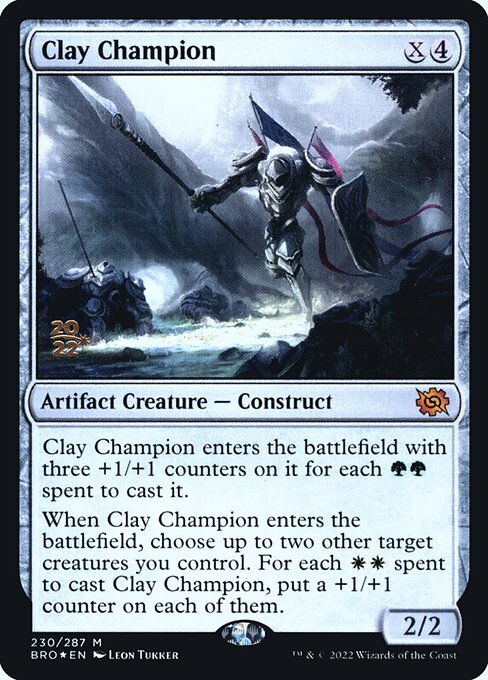 Clay Champion X4
20
22
Artifact Creature — Construct
Clay Champion enters the battlefield with
three +1/+1 counters on it for each
spent to cast it.
When Clay Champion enters the
battlefield, choose up to two other target
creatures you control. For each spent
to cast Clay Champion, put a +1/+1
counter on each of them.
2/2
230/287 M
BRO★EN Leon Tukker
™ & © 2022 Wizards of the Coast